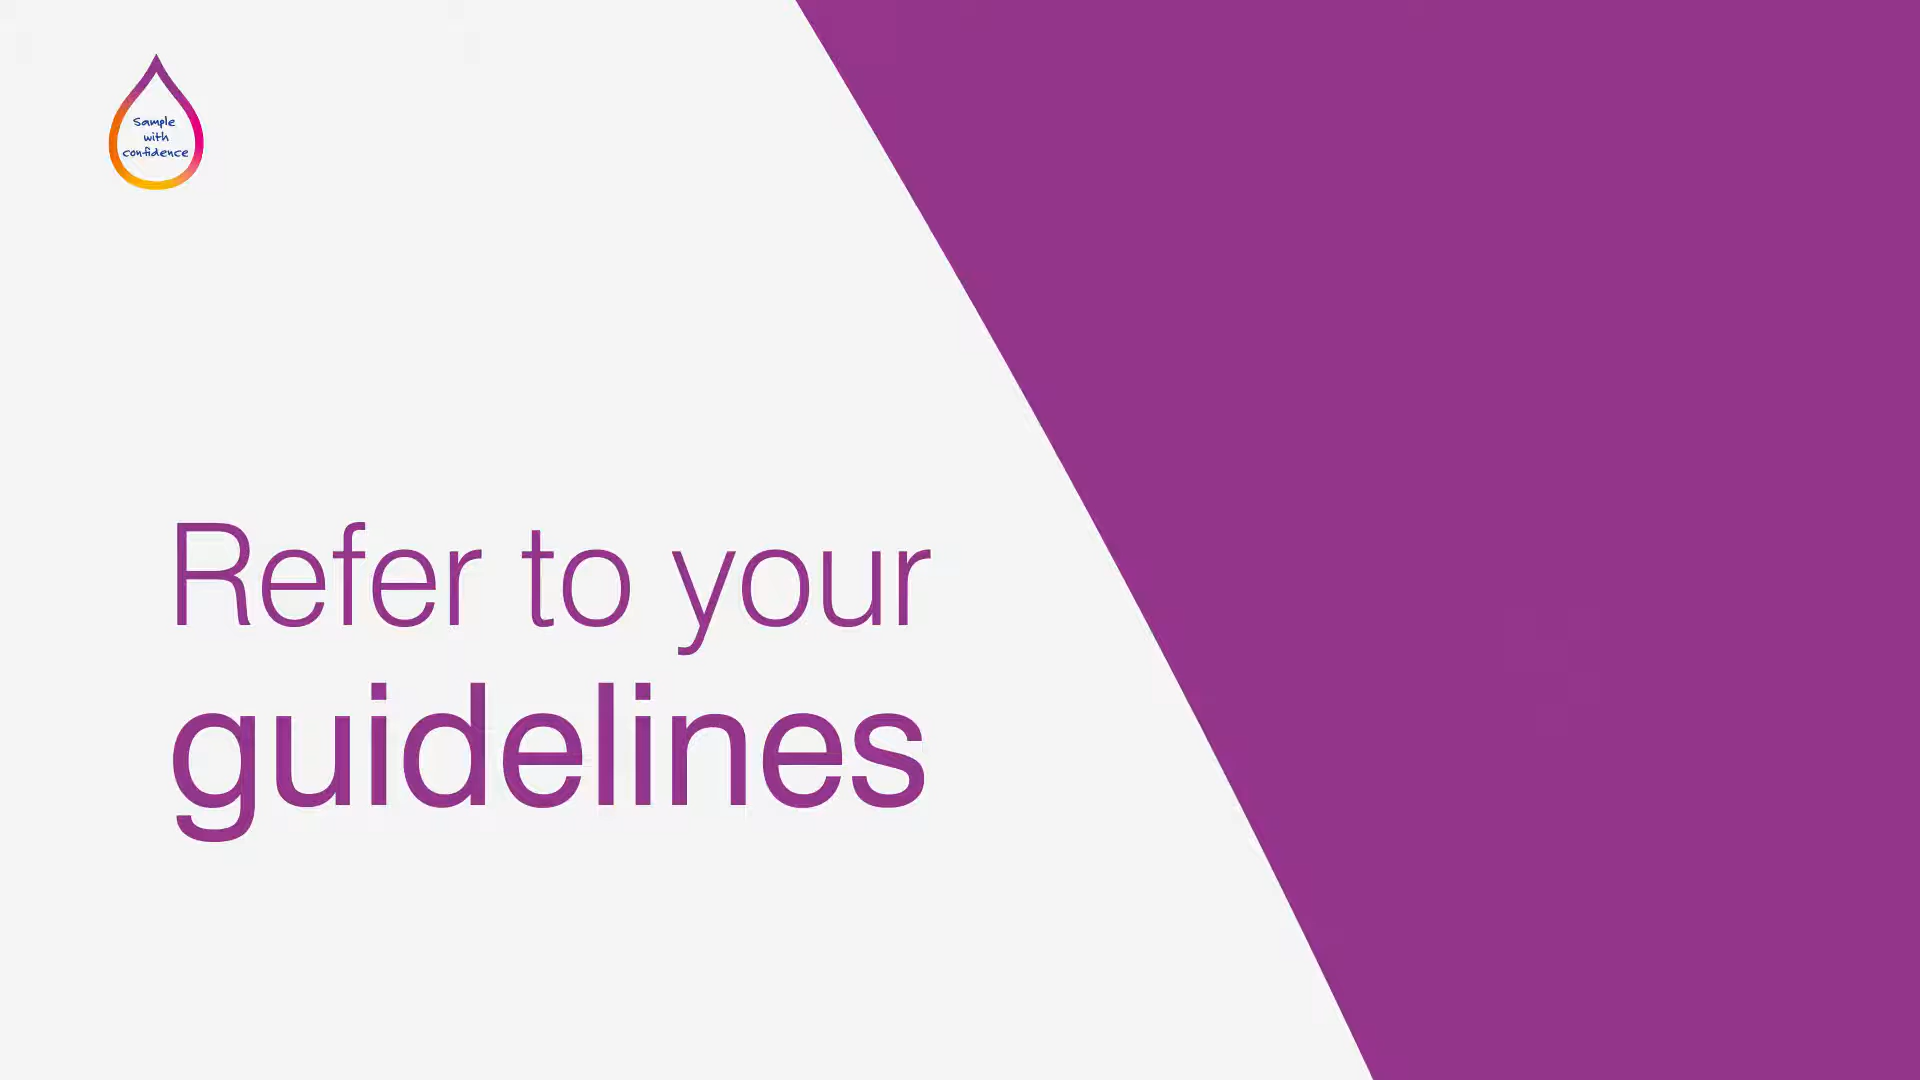 Sample
with
confidence
Refer to your
guidelines